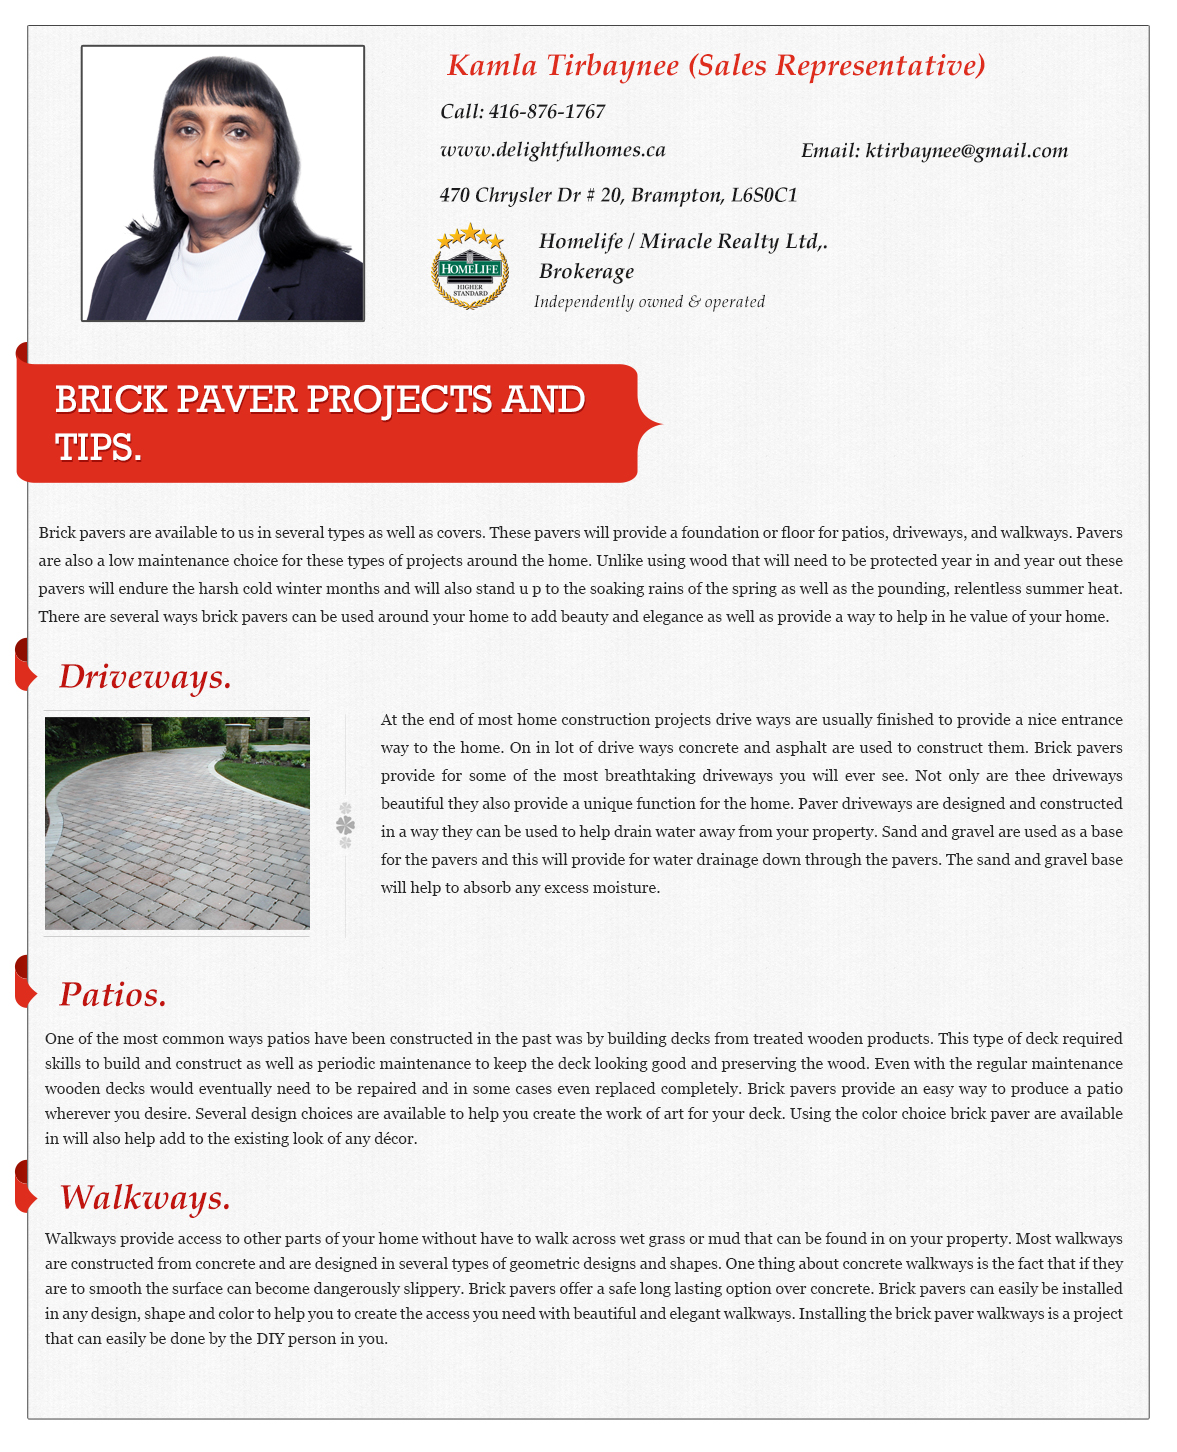 Kamla Tirbaynee (Sales Representative)
Call: 416-876-1767
www.delightfulhomes.ca
Email: ktirbaynee@gmail.com
470 Chrysler Dr # 20, Brampton, L6S0C1
HOMELIFE
HIGHER
STANDARD
Homelife / Miracle Realty Ltd,.
Brokerage
Independently owned & operated
BRICK PAVER PROJECTS AND
TIPS.
Brick pavers are available to us in several types as well as covers. These pavers will provide a foundation or floor for patios, driveways, and walkways. Pavers
are also a low maintenance choice for these types of projects around the home. Unlike using wood that will need to be protected year in and year out these
pavers will endure the harsh cold winter months and will also stand u p to the soaking rains of the spring as well as the pounding, relentless summer heat.
There are several ways brick pavers can be used around your home to add beauty and elegance as well as provide a way to help in he value of your home.
Driveways.
At the end of most home construction projects drive ways are usually finished to provide a nice entrance
way to the home. On in lot of drive ways concrete and asphalt are used to construct them. Brick pavers
provide for some of the most breathtaking driveways you will ever see. Not only are thee driveways
beautiful they also provide a unique function for the home. Paver driveways are designed and constructed
in a way they can be used to help drain water away from your property. Sand and gravel are used as a base
for the pavers and this will provide for water drainage down through the pavers. The sand and gravel base
will help to absorb any excess moisture.
Patios.
One of the most common ways patios have been constructed in the past was by building decks from treated wooden products. This type of deck required
skills to build and construct as well as periodic maintenance to keep the deck looking good and preserving the wood. Even with the regular maintenance
wooden decks would eventually need to be repaired and in some cases even replaced completely. Brick pavers provide an easy way to produce a patio
wherever you desire. Several design choices are available to help you create the work of art for your deck. Using the color choice brick paver are available
in will also help add to the existing look of any décor.
Walkways.
Walkways provide access to other parts of your home without have to walk across wet grass or mud that can be found in on your property. Most walkways
are constructed from concrete and are designed in several types of geometric designs and shapes. One thing about concrete walkways is the fact that if they
are to smooth the surface can become dangerously slippery. Brick pavers offer a safe long lasting option over concrete. Brick pavers can easily be installed
in any design, shape and color to help you to create the access you need with beautiful and elegant walkways. Installing the brick paver walkways is a project
that can easily be done by the DIY person in you.